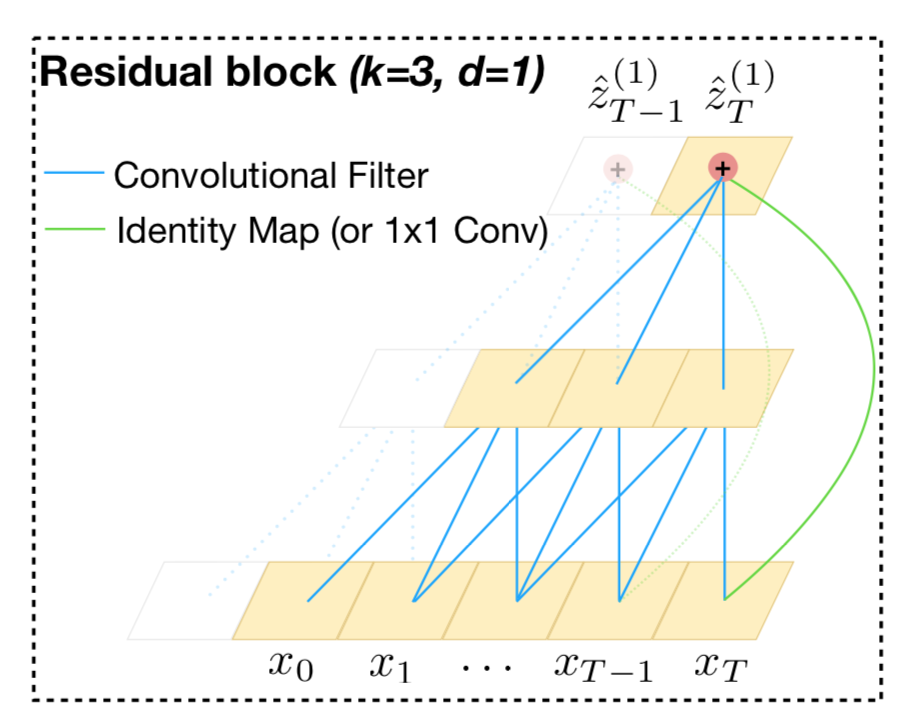 Residual block (k=3, d=1)
$\hat{z}_{T-1}^{(1)}$ $\hat{z}_{T}^{(1)}$
Convolutional Filter
Identity Map (or 1x1 Conv)
+ +
$x_0$ $x_1$ $\cdots$ $x_{T-1}$ $x_T$